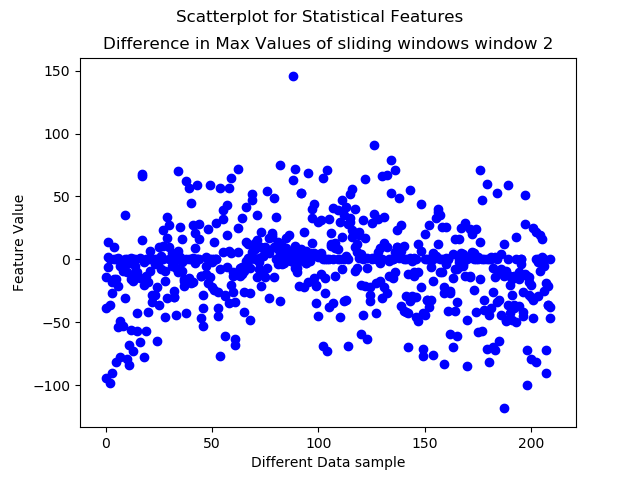 Scatterplot for Statistical Features
Difference in Max Values of sliding windows window 2
150
100
50
0
−50
−100
Feature Value
0 50 100 150 200
Different Data sample